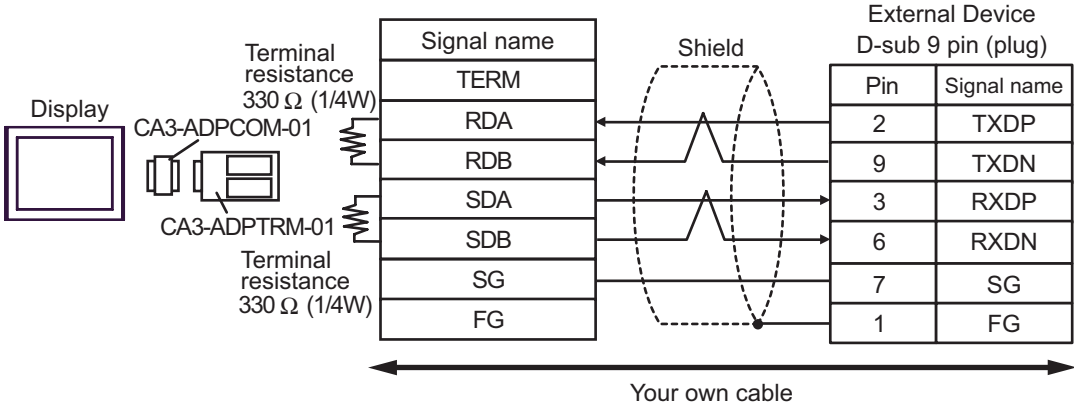 Display
CA3-ADPCOM-01
CA3-ADPTRM-01
Terminal
resistance
330 Ω (1/4W)
Terminal
resistance
330 Ω (1/4W)
Signal name
TERM
RDA
RDB
SDA
SDB
SG
FG
Shield
External Device
D-sub 9 pin (plug)
Pin Signal name
2 TXDP
9 TXDN
3 RXDP
6 RXDN
7 SG
1 FG
Your own cable